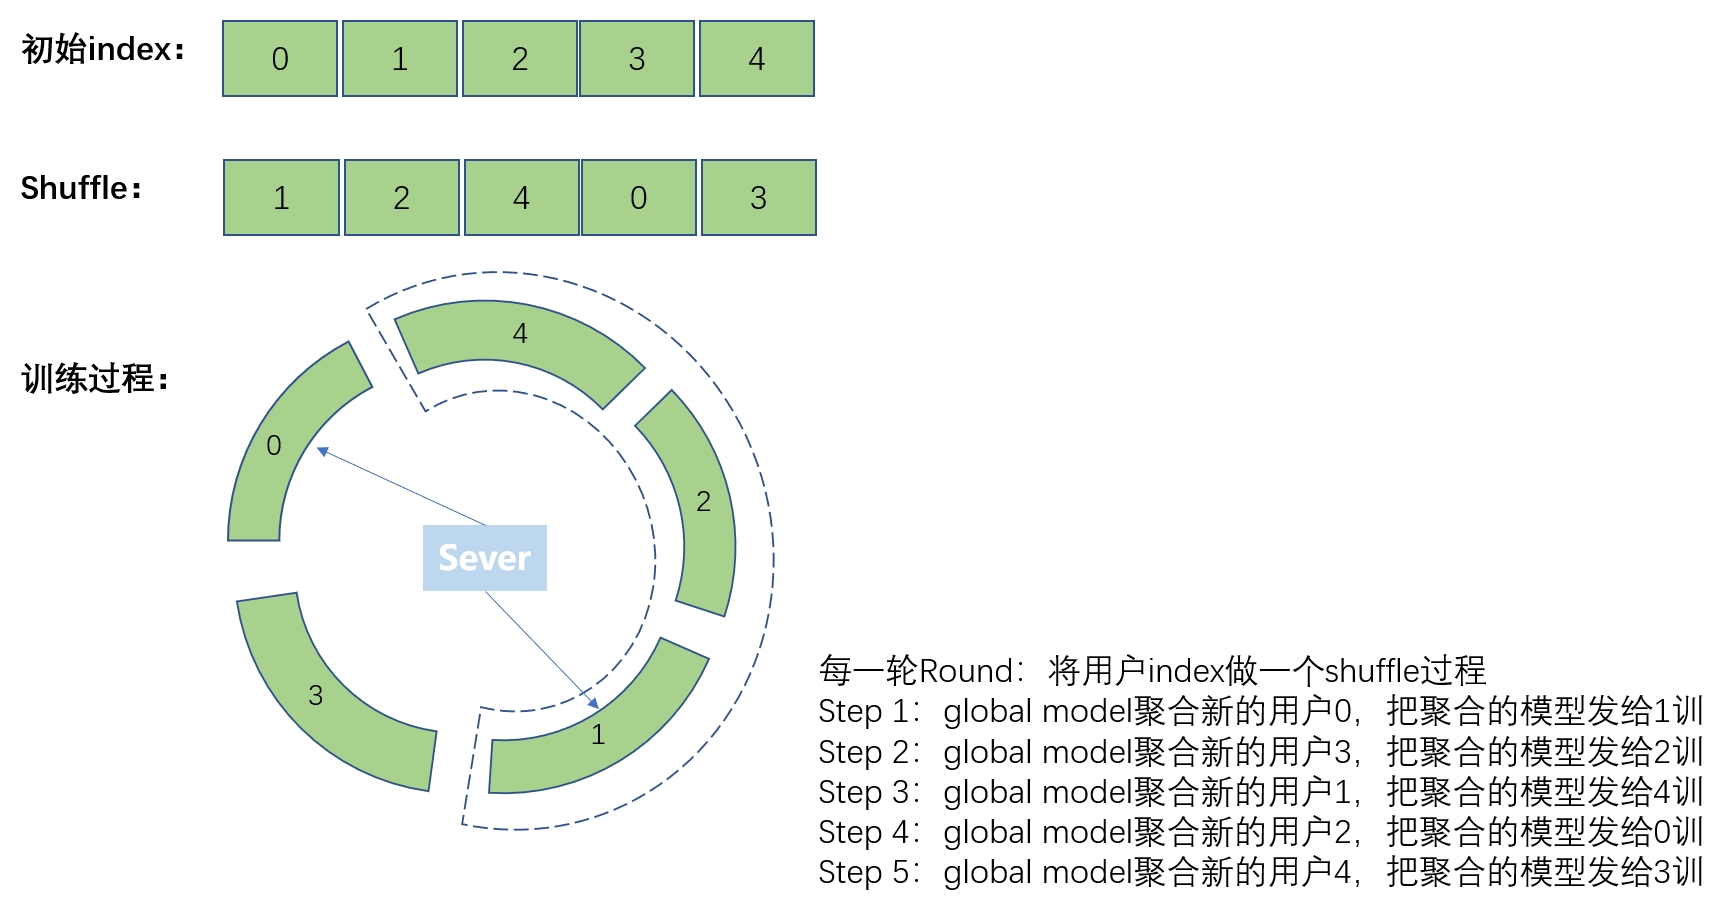 初始index：
0 1 2 3 4
Shuffle：
1 2 4 0 3
训练过程：
4
0
2
Sever
3
1
每一轮Round：将用户index做一个shuffle过程
Step 1：global model聚合新的用户0，把聚合的模型发给1训
Step 2：global model聚合新的用户3，把聚合的模型发给2训
Step 3：global model聚合新的用户1，把聚合的模型发给4训
Step 4：global model聚合新的用户2，把聚合的模型发给0训
Step 5：global model聚合新的用户4，把聚合的模型发给3训